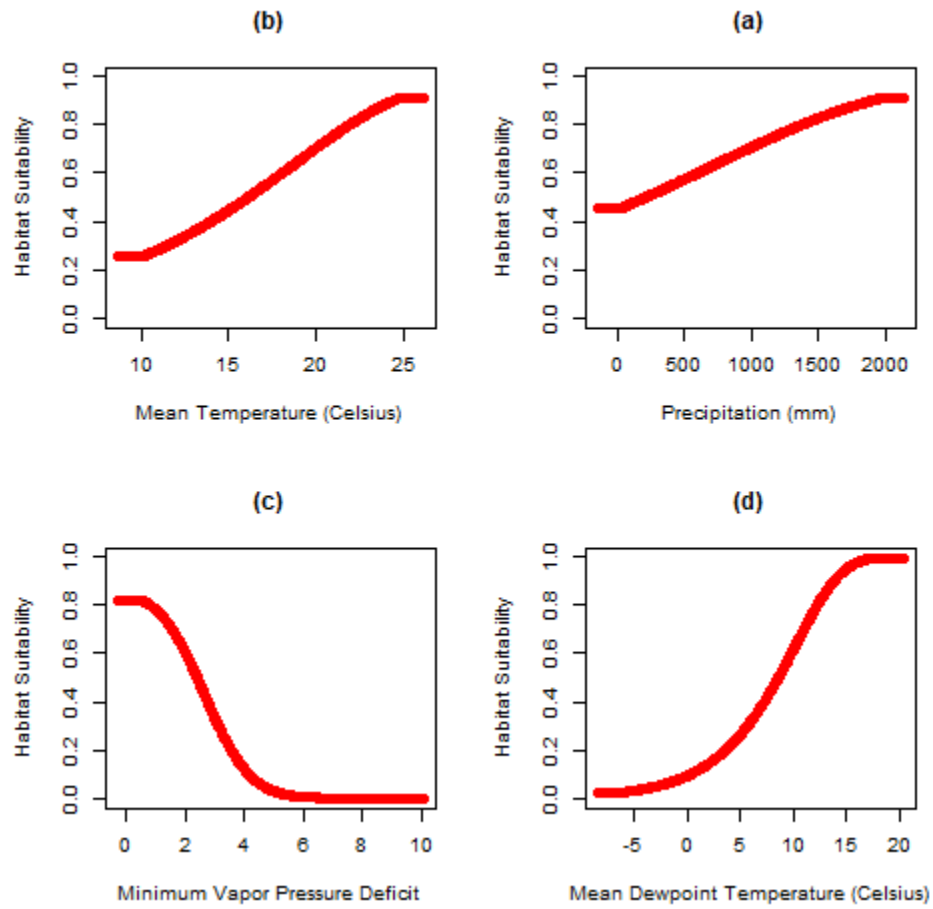 (b)
Habitat Suitability
1.0
0.8
0.6
0.4
0.2
0.0
10 15 20 25
Mean Temperature (Celsius)
(a)
Habitat Suitability
1.0
0.8
0.6
0.4
0.2
0.0
0 500 1000 1500 2000
Precipitation (mm)
(c)
Habitat Suitability
1.0
0.8
0.6
0.4
0.2
0.0
0 2 4 6 8 10
Minimum Vapor Pressure Deficit
(d)
Habitat Suitability
1.0
0.8
0.6
0.4
0.2
0.0
-5 0 5 10 15 20
Mean Dewpoint Temperature (Celsius)